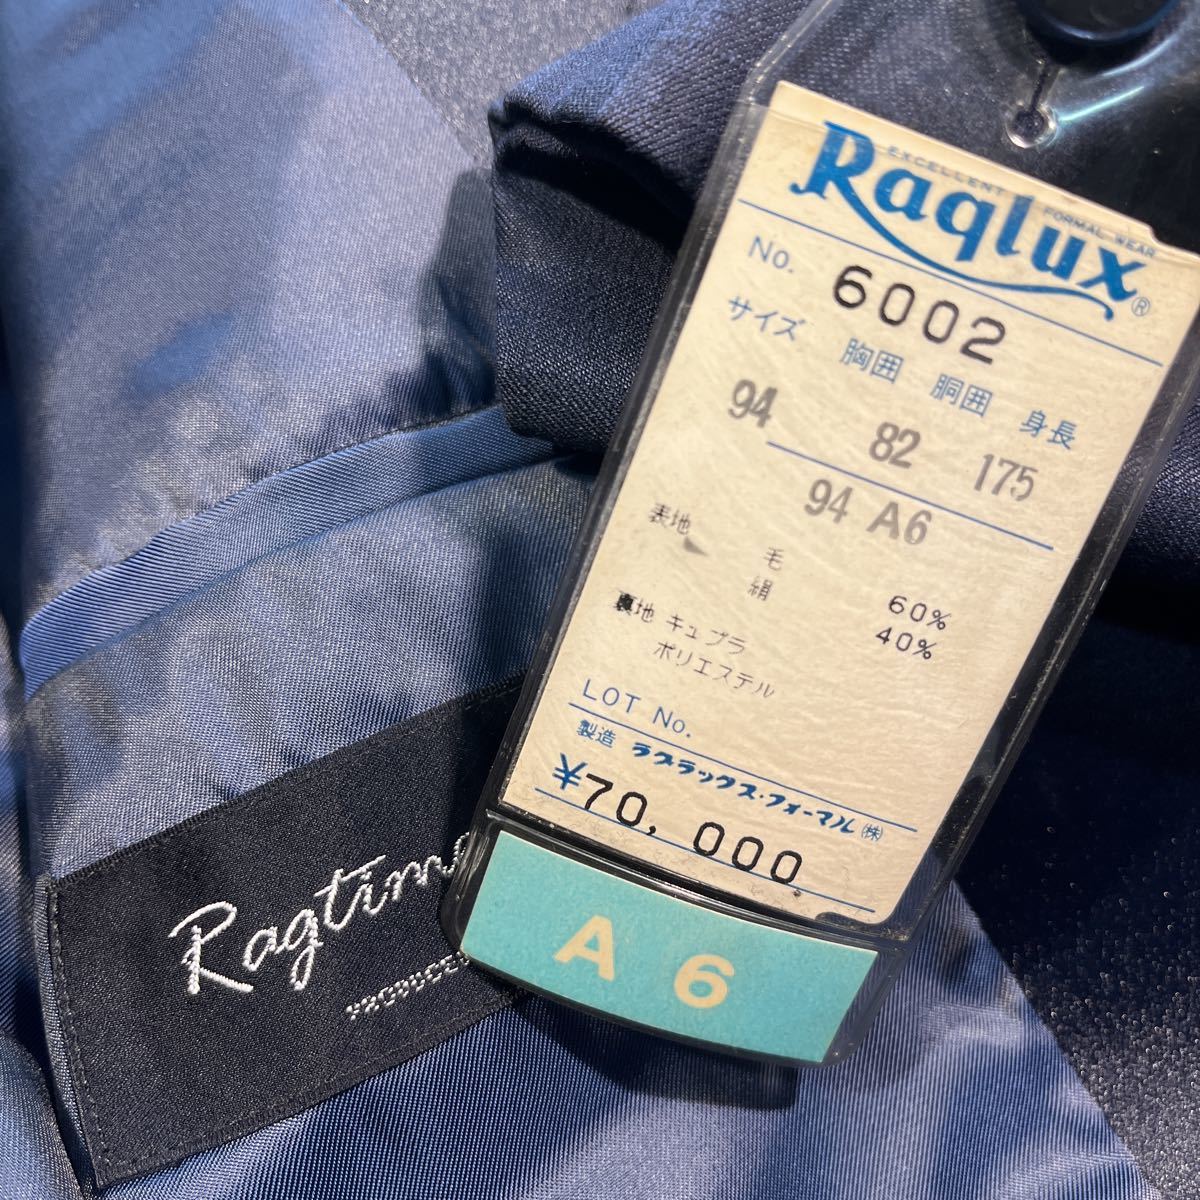 EXCELLENT FORMAL WEAR
Raqlux ®
No. 6002
サイズ 胸囲 胴囲 身長
94 82 175
94 A6
表地 毛 60%
絹 40%
裏地 キュプラ
ポリエステル
LOT No.
製造 ラグラックス・フォーマル㈱
¥70,000
A 6
Ragtime